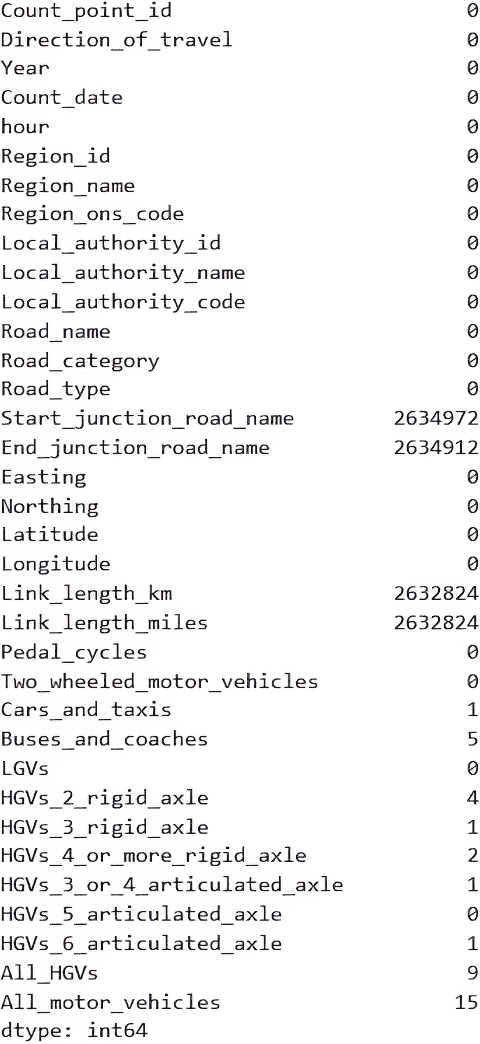 Count_point_id 0
Direction_of_travel 0
Year 0
Count_date 0
hour 0
Region_id 0
Region_name 0
Region_ons_code 0
Local_authority_id 0
Local_authority_name 0
Local_authority_code 0
Road_name 0
Road_category 0
Road_type 0
Start_junction_road_name 2634972
End_junction_road_name 2634912
Easting 0
Northing 0
Latitude 0
Longitude 0
Link_length_km 2632824
Link_length_miles 2632824
Pedal_cycles 0
Two_wheeled_motor_vehicles 0
Cars_and_taxis 1
Buses_and_coaches 5
LGVs 0
HGVs_2_rigid_axle 4
HGVs_3_rigid_axle 1
HGVs_4_or_more_rigid_axle 2
HGVs_3_or_4_articulated_axle 1
HGVs_5_articulated_axle 0
HGVs_6_articulated_axle 1
All_HGVs 9
All_motor_vehicles 15
dtype: int64